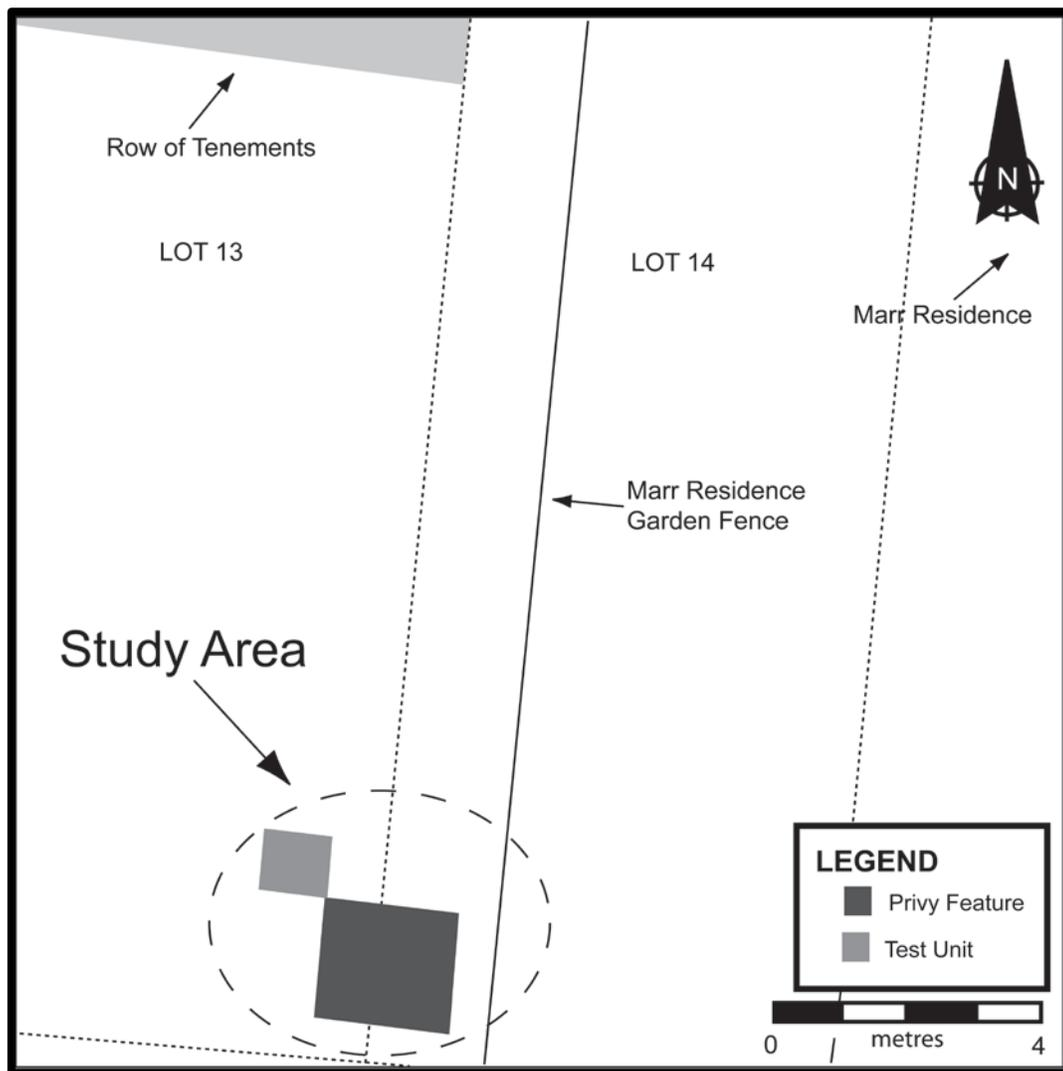 Row of Tenements
N
LOT 13
LOT 14
Marr Residence
Marr Residence
Garden Fence
Study Area
LEGEND
Privy Feature
Test Unit
0 metres 4